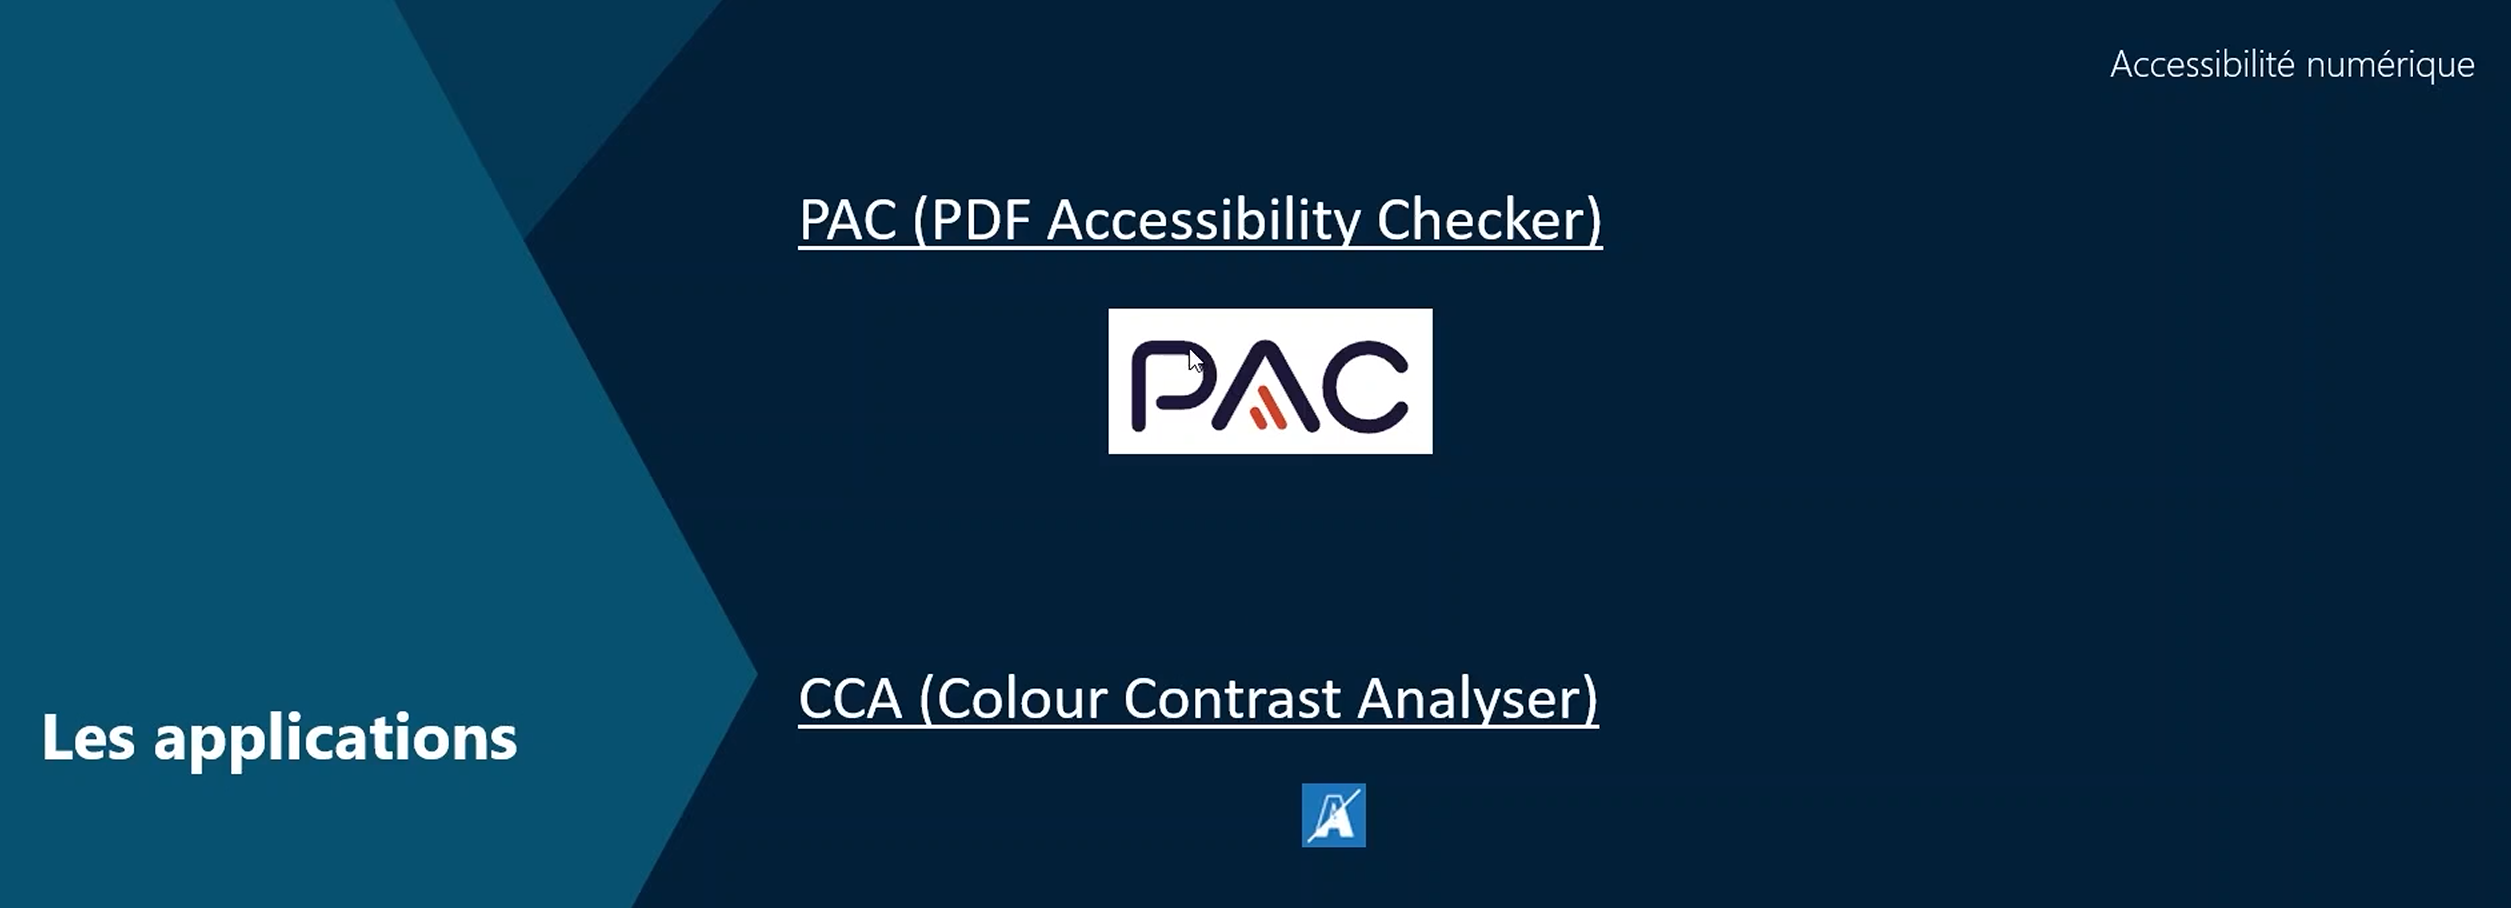 Accessibilité numérique
PAC (PDF Accessibility Checker)
PAC
CCA (Colour Contrast Analyser)
Les applications
A